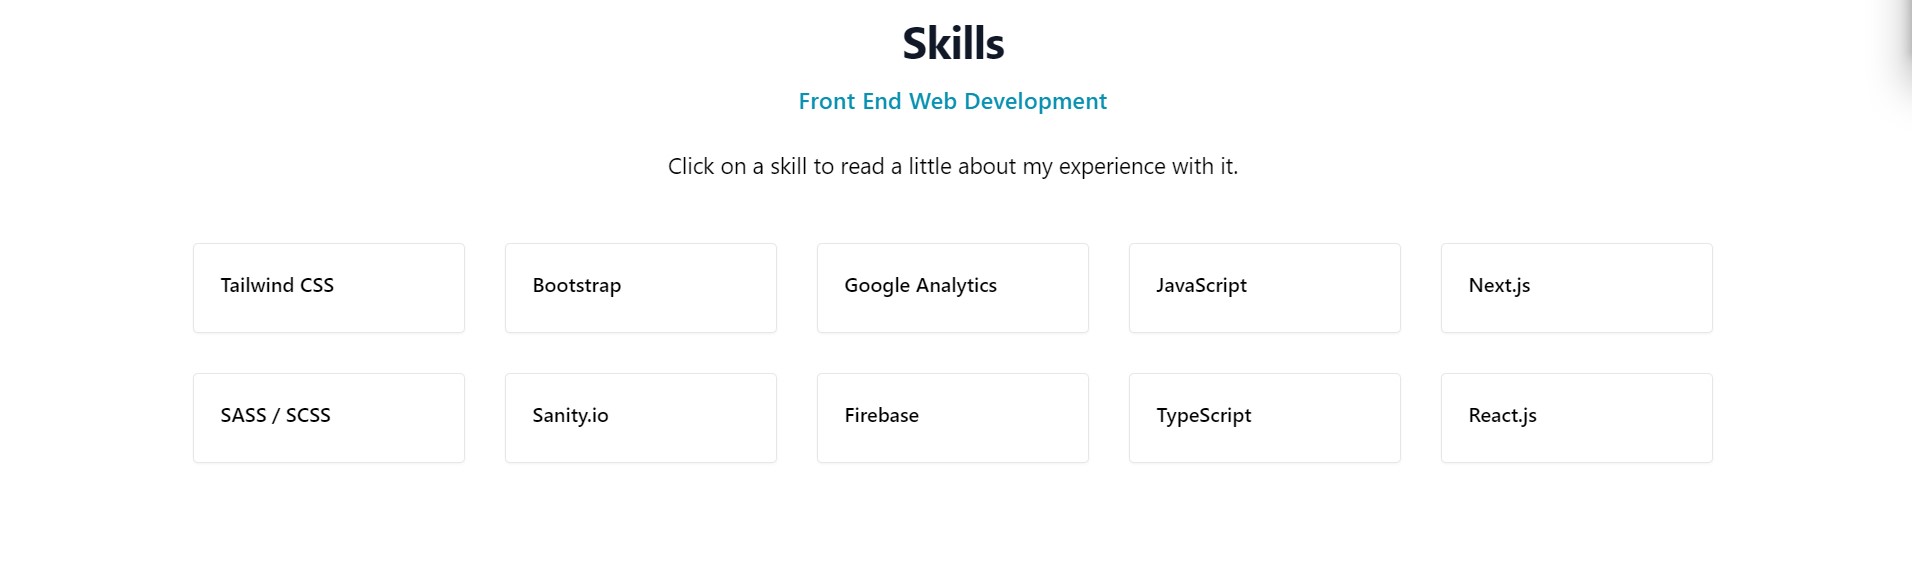 Skills
Front End Web Development
Click on a skill to read a little about my experience with it.
Tailwind CSS
Bootstrap
Google Analytics
JavaScript
Next.js
SASS / SCSS
Sanity.io
Firebase
TypeScript
React.js